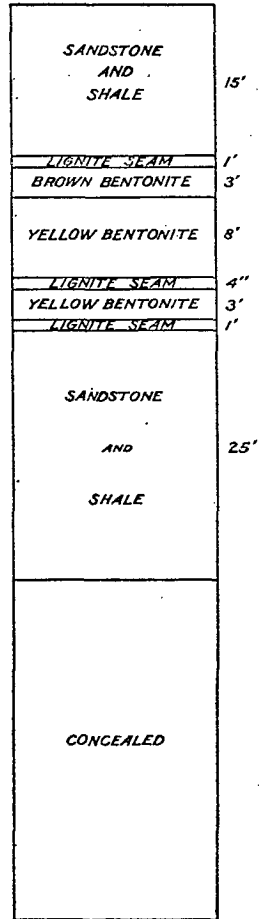 SANDSTONE
AND
SHALE
15'
LIGNITE SEAM 1'
BROWN BENTONITE 3'
YELLOW BENTONITE 8'
LIGNITE SEAM 4"
YELLOW BENTONITE 3'
LIGNITE SEAM 1'
SANDSTONE
AND 25'
SHALE
CONCEALED